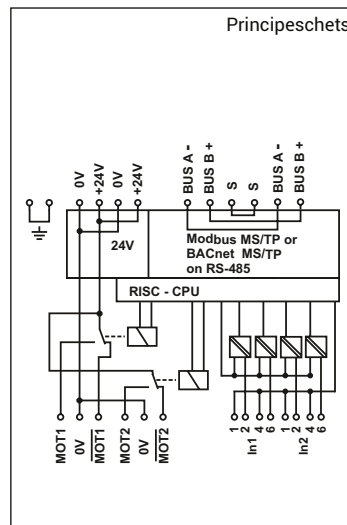 Principeschets
0V
+24V
0V
+24V
BUS A -
BUS B +
S
S
BUS A -
BUS B +
24V
Modbus MS/TP or
BACnet MS/TP
on RS-485
RISC - CPU
MOT1
0V
MOT1
MOT2
0V
MOT2
1
2
4
6
1
2
4
6
In1
In2